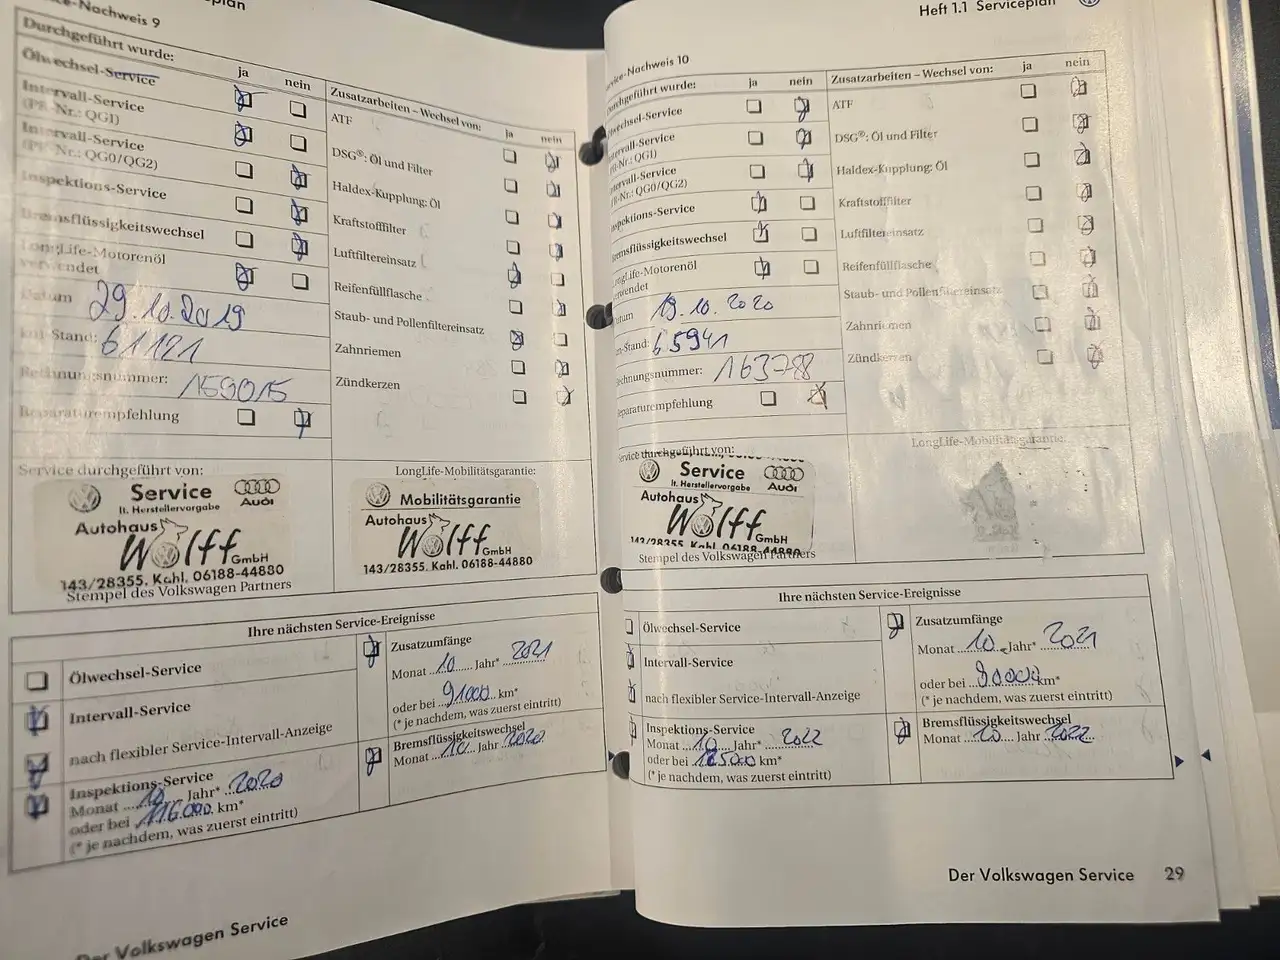 ce-Nachweis 9
plan
Durchgeführt wurde:
ja
nein
Ölwechsel-Service
Intervall-Service
(PR-Nr.: QG1)
Intervall-Service
(PR-Nr.: QG0/QG2)
Inspektions-Service
Bremsflüssigkeitswechsel
LongLife-Motorenöl
verwendet
Datum 29.10.2019
km-Stand: 61121
Rechnungsnummer: 159015
Reparaturempfehlung
Zusatzarbeiten – Wechsel von:
ja
nein
ATF
DSG®: Öl und Filter
Haldex-Kupplung: Öl
Kraftstofffilter
Luftfiltereinsatz
Reifenfüllflasche
Staub- und Pollenfiltereinsatz
Zahnriemen
Zündkerzen
Service durchgeführt von:
Service
lt. Herstellervorgabe
Audi
Autohaus
Wolff
GmbH
143/28355. Kahl. 06188-44880
Stempel des Volkswagen Partners
LongLife-Mobilitätsgarantie:
Mobilitätsgarantie
Autohaus
Wolff
GmbH
143/28355. Kahl. 06188-44880
Ihre nächsten Service-Ereignisse
Ölwechsel-Service
Intervall-Service
nach flexibler Service-Intervall-Anzeige
Inspektions-Service
Monat 10 Jahr* 2020
oder bei 116.000 km*
(* je nachdem, was zuerst eintritt)
Zusatzumfänge
Monat 10 Jahr* 2021
oder bei 91000 km*
(* je nachdem, was zuerst eintritt)
Bremsflüssigkeitswechsel
Monat 10 Jahr 2020
Der Volkswagen Service
Heft 1.1 Serviceplan
Service-Nachweis 10
Durchgeführt wurde:
ja
nein
Ölwechsel-Service
Intervall-Service
(PR-Nr.: QG1)
Intervall-Service
(PR-Nr.: QG0/QG2)
Inspektions-Service
Bremsflüssigkeitswechsel
LongLife-Motorenöl
verwendet
Datum 19.10.2020
km-Stand: 65941
Rechnungsnummer: 163788
Reparaturempfehlung
Zusatzarbeiten – Wechsel von:
ja
nein
ATF
DSG®: Öl und Filter
Haldex-Kupplung: Öl
Kraftstofffilter
Luftfiltereinsatz
Reifenfüllflasche
Staub- und Pollenfiltereinsatz
Zahnriemen
Zündkerzen
Service durchgeführt von:
Service
lt. Herstellervorgabe
Audi
Autohaus
Wolff
GmbH
143/28355. Kahl. 06188-44880
Stempel des Volkswagen Partners
LongLife-Mobilitätsgarantie:
Ihre nächsten Service-Ereignisse
Ölwechsel-Service
Intervall-Service
nach flexibler Service-Intervall-Anzeige
Inspektions-Service
Monat 10 Jahr* 2022
oder bei 125000 km*
(* je nachdem, was zuerst eintritt)
Zusatzumfänge
Monat 10 Jahr* 2021
oder bei 90000 km*
(* je nachdem, was zuerst eintritt)
Bremsflüssigkeitswechsel
Monat 10 Jahr 2022
Der Volkswagen Service 29